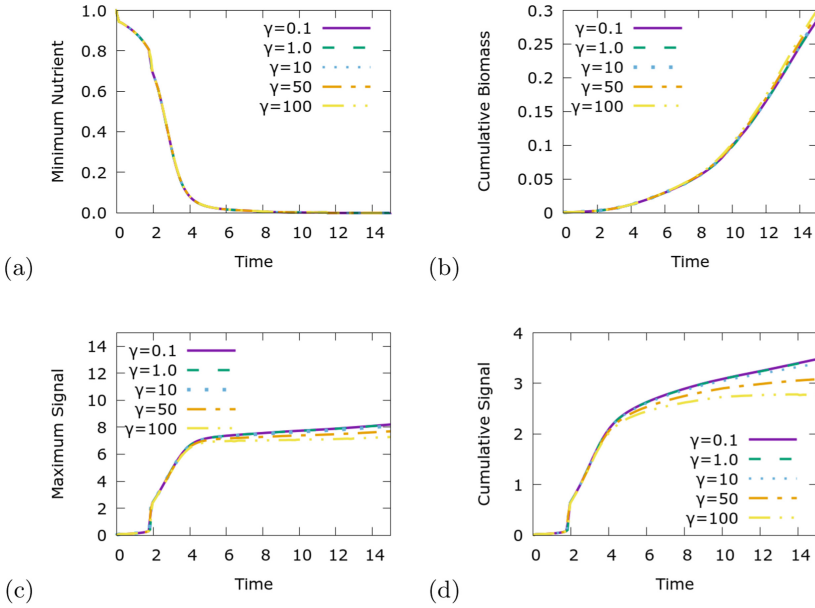 1.0
0.8
0.6
0.4
0.2
0.0
Minimum Nutrient
γ=0.1
γ=1.0
γ=10
γ=50
γ=100
0 2 4 6 8 10 12 14
Time
(a)
0.3
0.25
0.2
0.15
0.1
0.05
0
Cumulative Biomass
γ=0.1
γ=1.0
γ=10
γ=50
γ=100
0 2 4 6 8 10 12 14
Time
(b)
14
12
10
8
6
4
2
0
Maximum Signal
γ=0.1
γ=1.0
γ=10
γ=50
γ=100
0 2 4 6 8 10 12 14
Time
(c)
4
3
2
1
0
Cumulative Signal
γ=0.1
γ=1.0
γ=10
γ=50
γ=100
0 2 4 6 8 10 12 14
Time
(d)